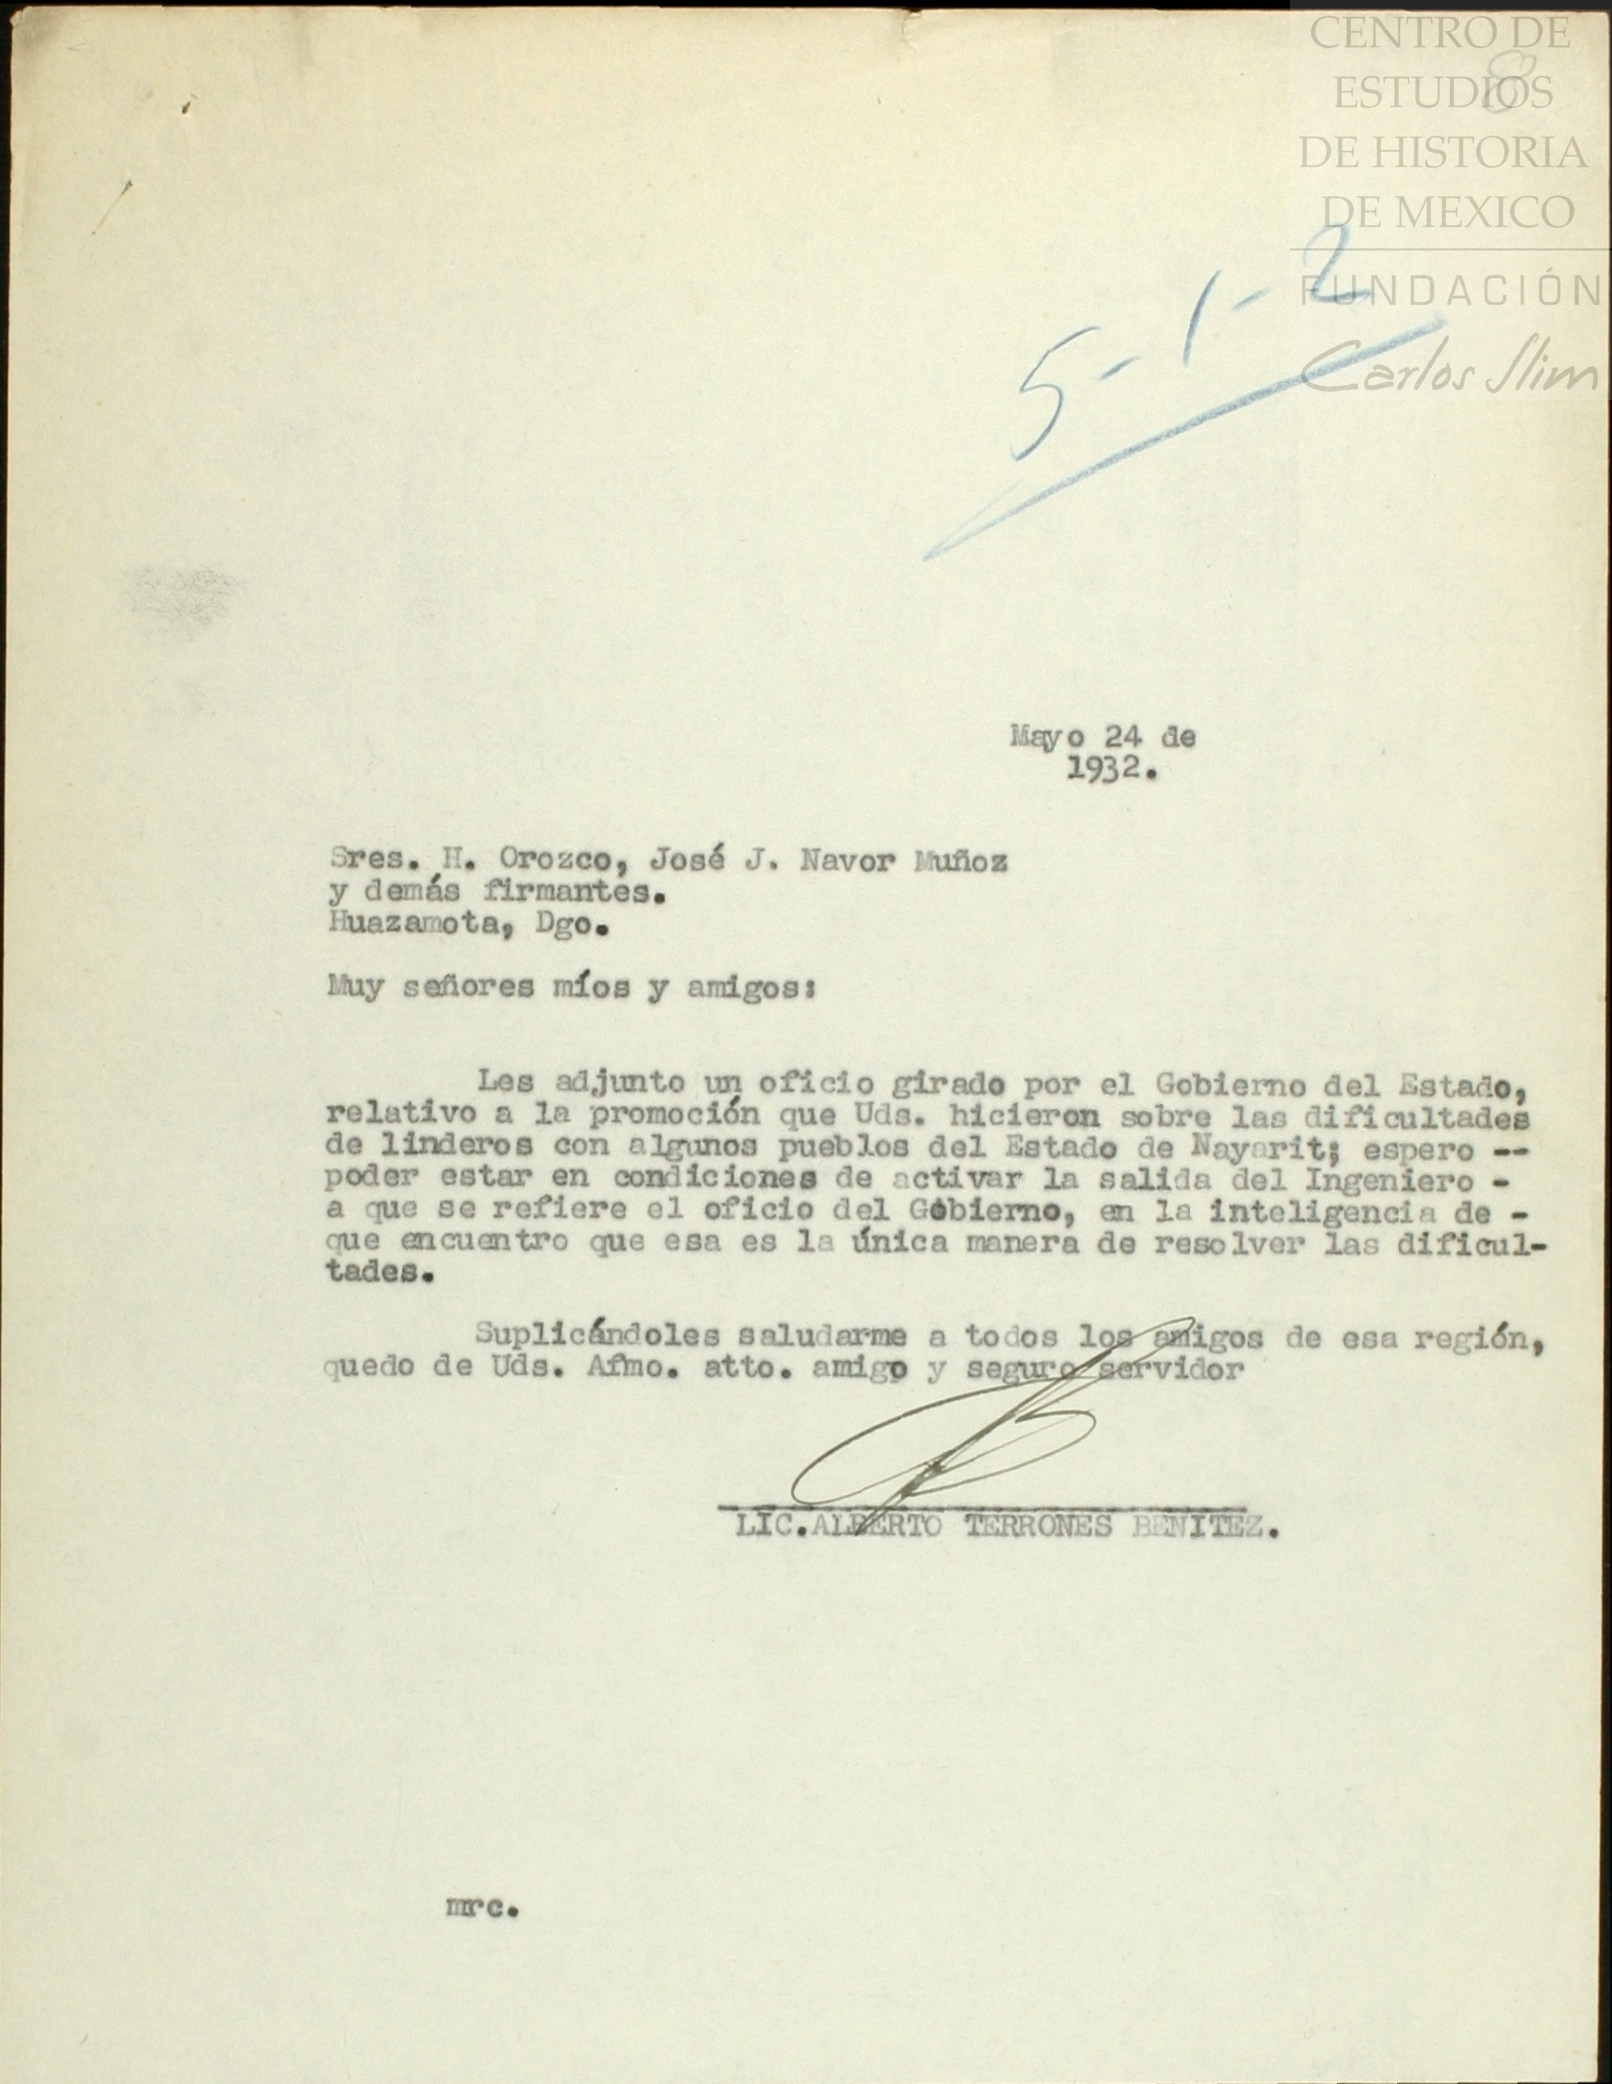 CENTRO DE
ESTUDIOS
DE HISTORIA
DE MEXICO
FUNDACIÓN
Carlos Slim
8
5-1-2
Mayo 24 de
1932.
Sres. H. Orozco, José J. Navor Muñoz
y demás firmantes.
Huazamota, Dgo.
Muy señores míos y amigos:
Les adjunto un oficio girado por el Gobierno del Estado,
relativo a la promoción que Uds. hicieron sobre las dificultades
de linderos con algunos pueblos del Estado de Nayarit; espero --
poder estar en condiciones de activar la salida del Ingeniero -
a que se refiere el oficio del Gobierno, en la inteligencia de -
que encuentro que esa es la única manera de resolver las dificul-
tades.
Suplicándoles saludarme a todos los amigos de esa región,
quedo de Uds. Afmo. atto. amigo y seguro servidor
LIC.ALBERTO TERRONES BENITEZ.
mrc.